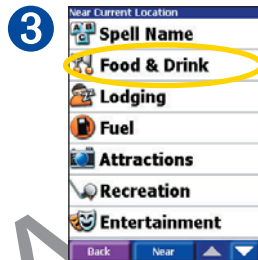 3
Near Current Location
Spell Name
Food & Drink
Lodging
Fuel
Attractions
Recreation
Entertainment
Back Near